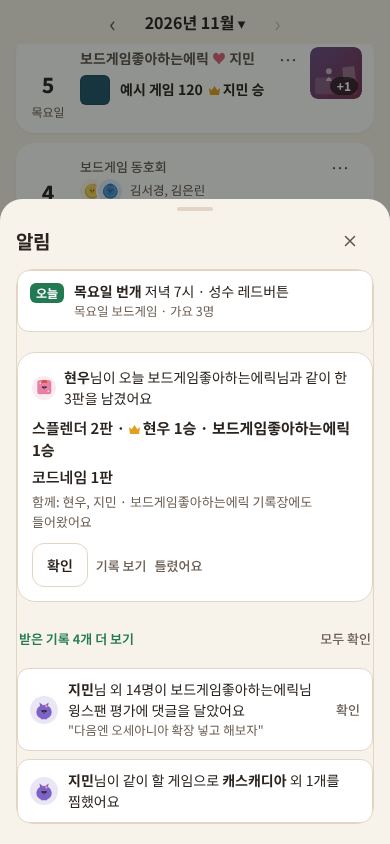 ‹ 2026년 11월 ▾ ›
보드게임좋아하는에릭 ❤ 지민 ...
5
목요일
예시 게임 120 지민 승
+1
보드게임 동호회 ...
4
김서경, 김은린
알림 ×
오늘 목요일 번개 저녁 7시 · 성수 레드버튼
목요일 보드게임 · 가요 3명
현우님이 오늘 보드게임좋아하는에릭님과 같이 한
3판을 남겼어요
스플렌더 2판 · 현우 1승 · 보드게임좋아하는에릭
1승
코드네임 1판
함께: 현우, 지민 · 보드게임좋아하는에릭 기록장에도
들어왔어요
확인 기록 보기 틀렸어요
받은 기록 4개 더 보기 모두 확인
지민님 외 14명이 보드게임좋아하는에릭님
윙스팬 평가에 댓글을 달았어요
확인
"다음엔 오세아니아 확장 넣고 해보자"
지민님이 같이 할 게임으로 캐스캐디아 외 1개를
찜했어요